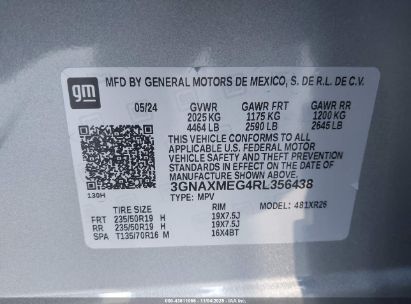 gm MFD BY GENERAL MOTORS DE MEXICO, S. DE R.L. DE C.V.
05/24 GVWR GAWR FRT GAWR RR
2025 KG 1175 KG 1200 KG
4464 LB 2590 LB 2645 LB
THIS VEHICLE CONFORMS TO ALL
APPLICABLE U.S. FEDERAL MOTOR
VEHICLE SAFETY AND THEFT PREVENTION
STANDARDS IN EFFECT ON THE DATE OF
MANUFACTURE SHOWN ABOVE.
3GNAXMEG4RL356438
130H TYPE: MPV MODEL: 481XR26
TIRE SIZE RIM
FRT 235/50R19 H 19X7.5J
RR 235/50R19 H 19X7.5J
SPA T135/70R16 M 16X4BT